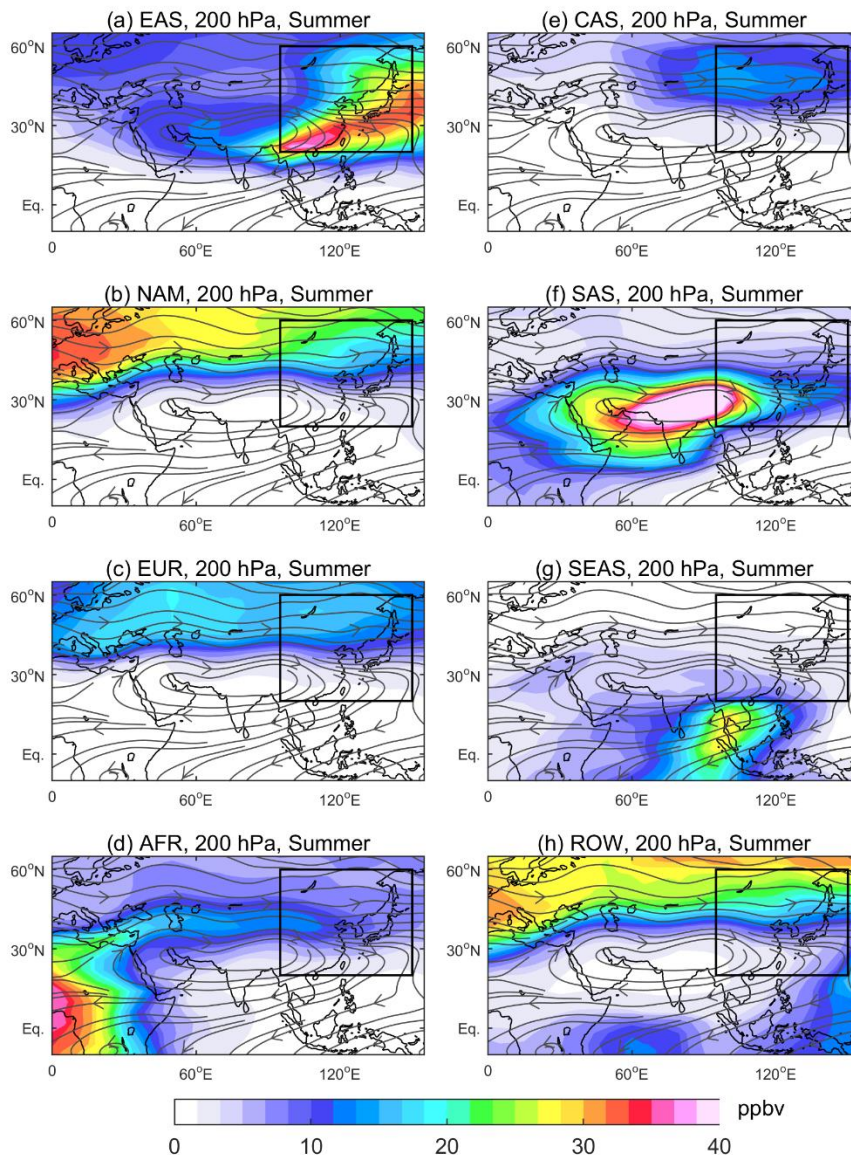 (a) EAS, 200 hPa, Summer
60°N
30°N
Eq.
0
60°E
120°E
(b) NAM, 200 hPa, Summer
60°N
30°N
Eq.
0
60°E
120°E
(c) EUR, 200 hPa, Summer
60°N
30°N
Eq.
0
60°E
120°E
(d) AFR, 200 hPa, Summer
60°N
30°N
Eq.
0
60°E
120°E
(e) CAS, 200 hPa, Summer
60°N
30°N
Eq.
0
60°E
120°E
(f) SAS, 200 hPa, Summer
60°N
30°N
Eq.
0
60°E
120°E
(g) SEAS, 200 hPa, Summer
60°N
30°N
Eq.
0
60°E
120°E
(h) ROW, 200 hPa, Summer
60°N
30°N
Eq.
0
60°E
120°E
ppbv
0 10 20 30 40